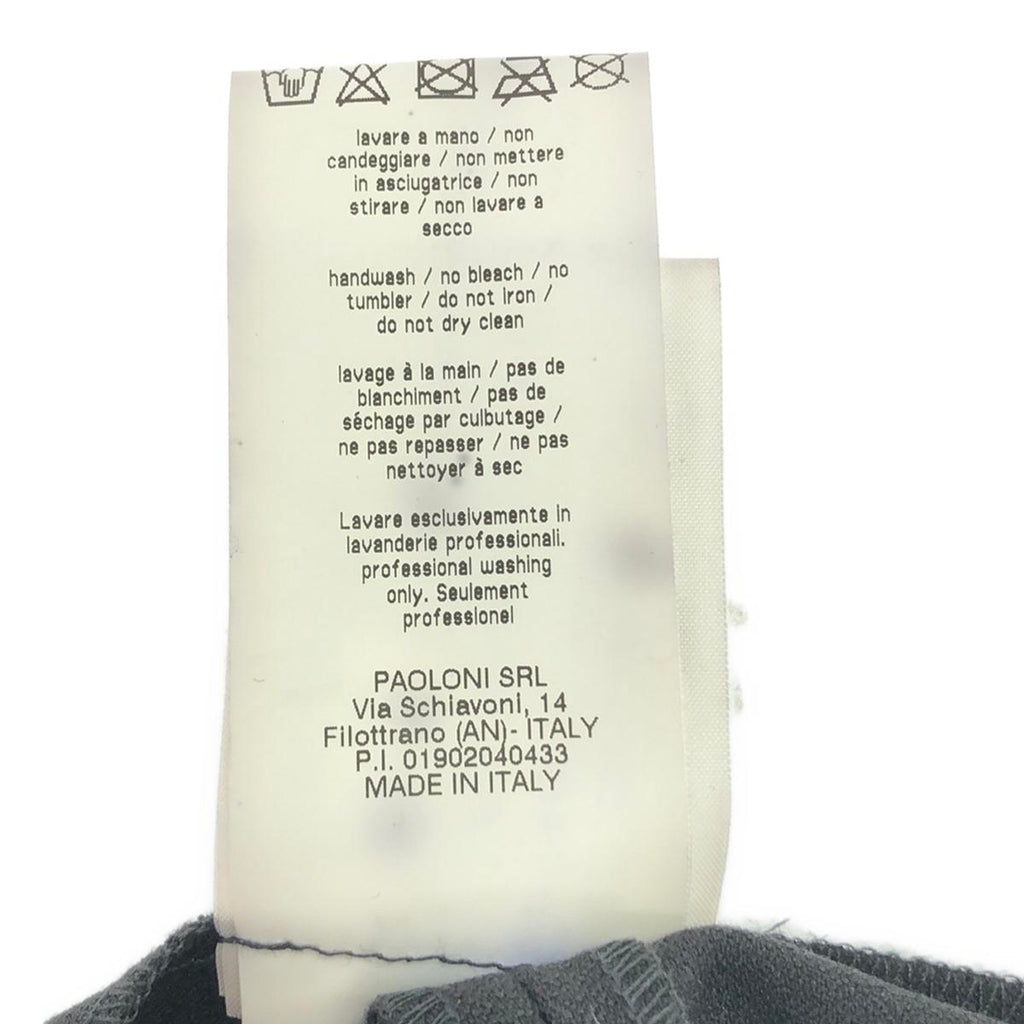 lavare a mano / non
candeggiare / non mettere
in asciugatrice / non
stirare / non lavare a
secco
handwash / no bleach / no
tumbler / do not iron /
do not dry clean
lavage à la main / pas de
blanchiment / pas de
séchage par culbutage /
ne pas repasser / ne pas
nettoyer à sec
Lavare esclusivamente in
lavanderie professionali.
professional washing
only. Seulement
professionel
PAOLONI SRL
Via Schiavoni, 14
Filottrano (AN)- ITALY
P.I. 01902040433
MADE IN ITALY